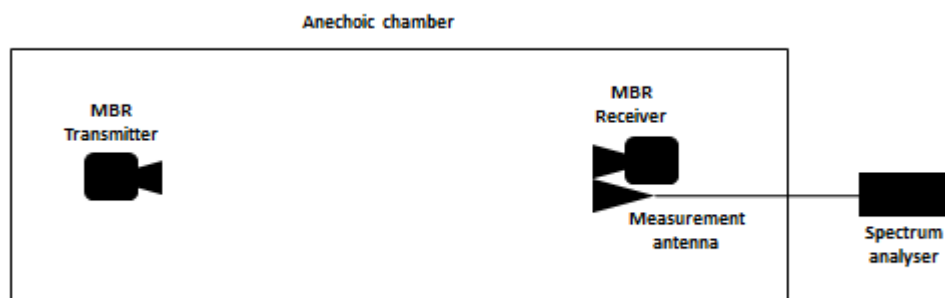 Anechoic chamber
MBR
Transmitter
MBR
Receiver
Measurement
antenna
Spectrum
analyser